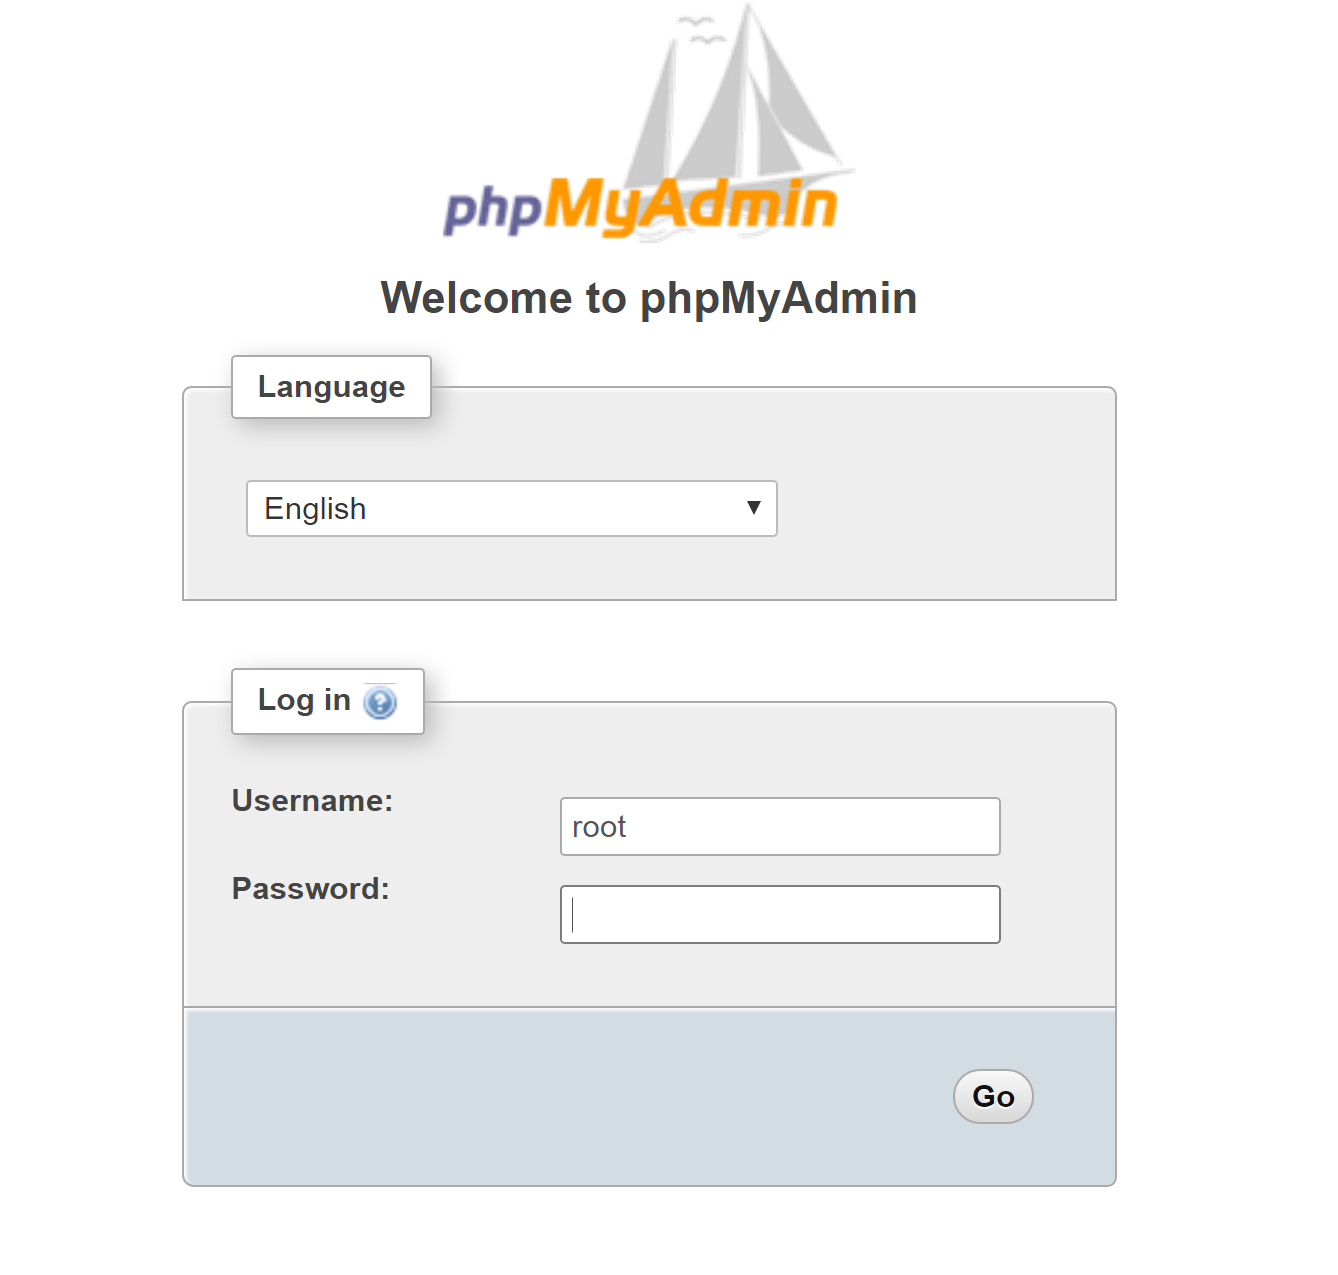 phpMyAdmin
Welcome to phpMyAdmin
Language
English
Log in
Username:
root
Password:
Go